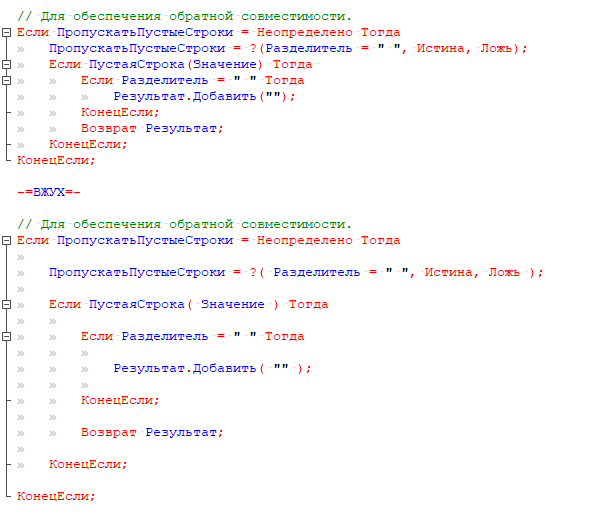 // Для обеспечения обратной совместимости.
Если ПропускатьПустыеСтроки = Неопределено Тогда
ПропускатьПустыеСтроки = ?(Разделитель = " ", Истина, Ложь);
Если ПустаяСтрока(Значение) Тогда
Если Разделитель = " " Тогда
Результат.Добавить("");
КонецЕсли;
Возврат Результат;
КонецЕсли;
КонецЕсли;
-=ВЖУХ=-
// Для обеспечения обратной совместимости.
Если ПропускатьПустыеСтроки = Неопределено Тогда
ПропускатьПустыеСтроки = ?( Разделитель = " ", Истина, Ложь );
Если ПустаяСтрока( Значение ) Тогда
Если Разделитель = " " Тогда
Результат.Добавить( "" );
КонецЕсли;
Возврат Результат;
КонецЕсли;
КонецЕсли;